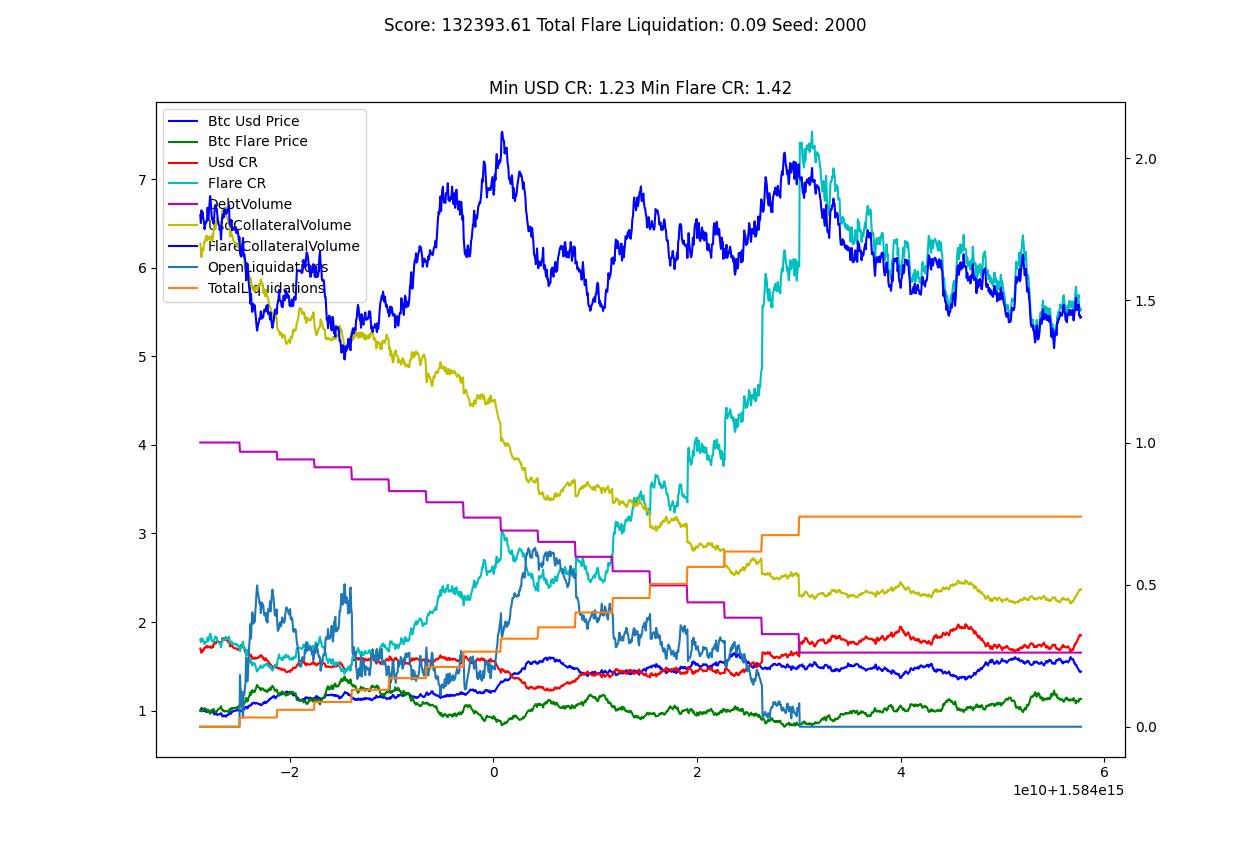 Score: 132393.61 Total Flare Liquidation: 0.09 Seed: 2000
Min USD CR: 1.23 Min Flare CR: 1.42
Btc Usd Price
Btc Flare Price
Usd CR
Flare CR
DebtVolume
UsdCollateralVolume
FlareCollateralVolume
OpenLiquidations
TotalLiquidations
7
6
5
4
3
2
1
2.0
1.5
1.0
0.5
0.0
−2
0
2
4
6
1e10+1.584e15